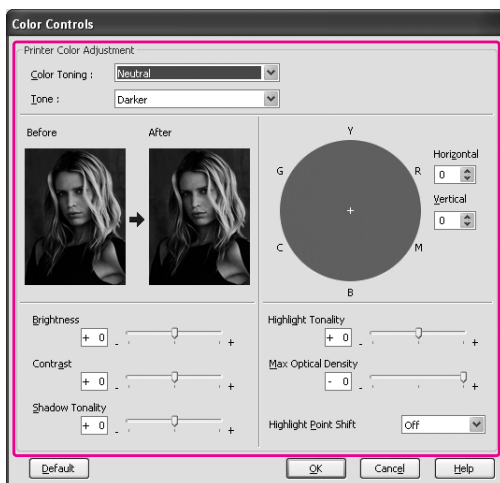 Color Controls
Printer Color Adjustment
Color Toning : Neutral
Tone : Darker
Before After
Y
G R
C M
B
Horizontal
0
Vertical
0
Brightness
+ 0 - +
Contrast
+ 0 - +
Shadow Tonality
+ 0 - +
Highlight Tonality
+ 0 - +
Max Optical Density
- 0 - +
Highlight Point Shift Off
Default OK Cancel Help